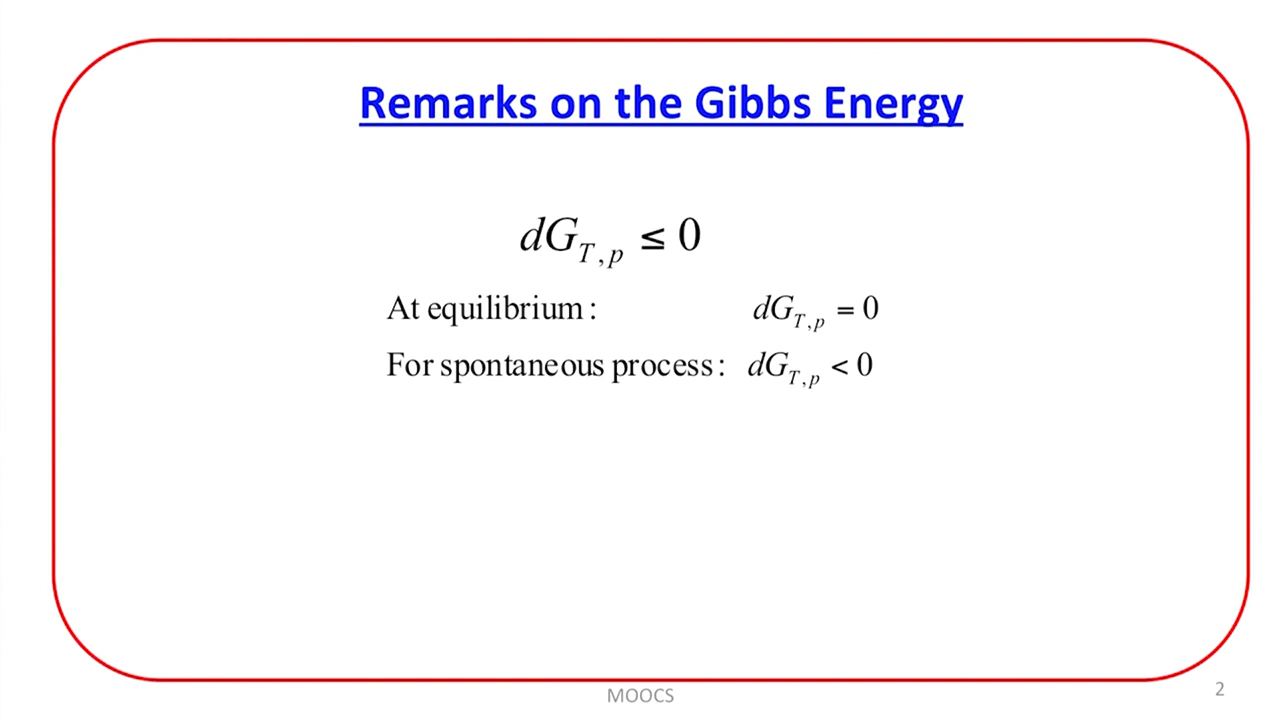 Remarks on the Gibbs Energy
dG_{T,p} ≤ 0
At equilibrium: dG_{T,p} = 0
For spontaneous process: dG_{T,p} < 0
MOOCS
2